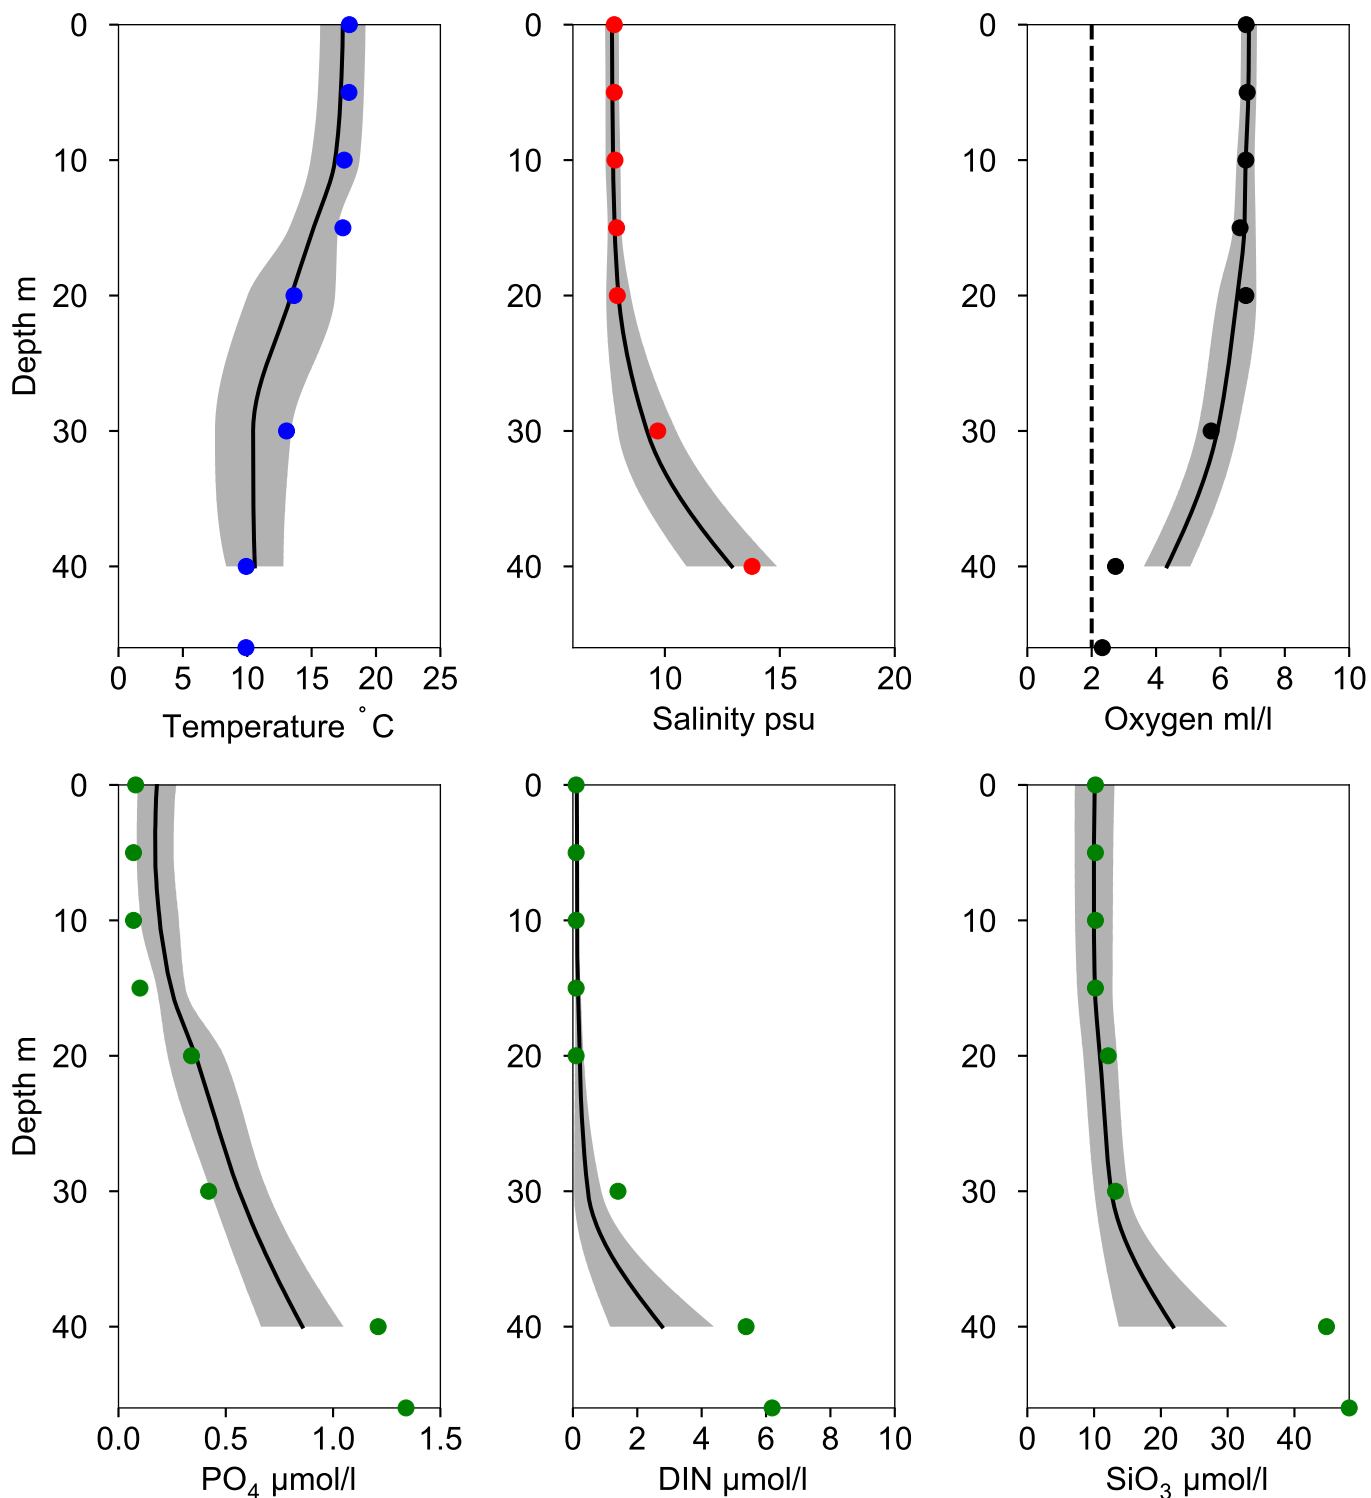 0
10
20
30
40
Depth m
0 5 10 15 20 25
Temperature ˚C
0
10
20
30
40
10 20
Salinity psu
0
10
20
30
40
0 2 4 6 8 10
Oxygen ml/l
0
10
20
30
40
Depth m
0.0 0.5 1.0 1.5
PO₄ µmol/l
0
10
20
30
40
0 2 4 6 8 10
DIN µmol/l
0
10
20
30
40
0 10 20 30 40
SiO₃ µmol/l